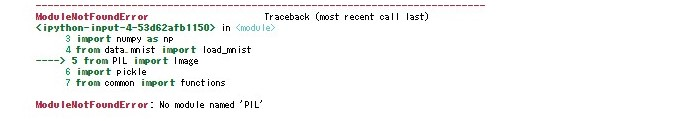 ---------------------------------------------------------------------------
ModuleNotFoundError Traceback (most recent call last)
<ipython-input-4-53d62afb1150> in <module>
3 import numpy as np
4 from data.mnist import load_mnist
----> 5 from PIL import Image
6 import pickle
7 from common import functions
ModuleNotFoundError: No module named 'PIL'